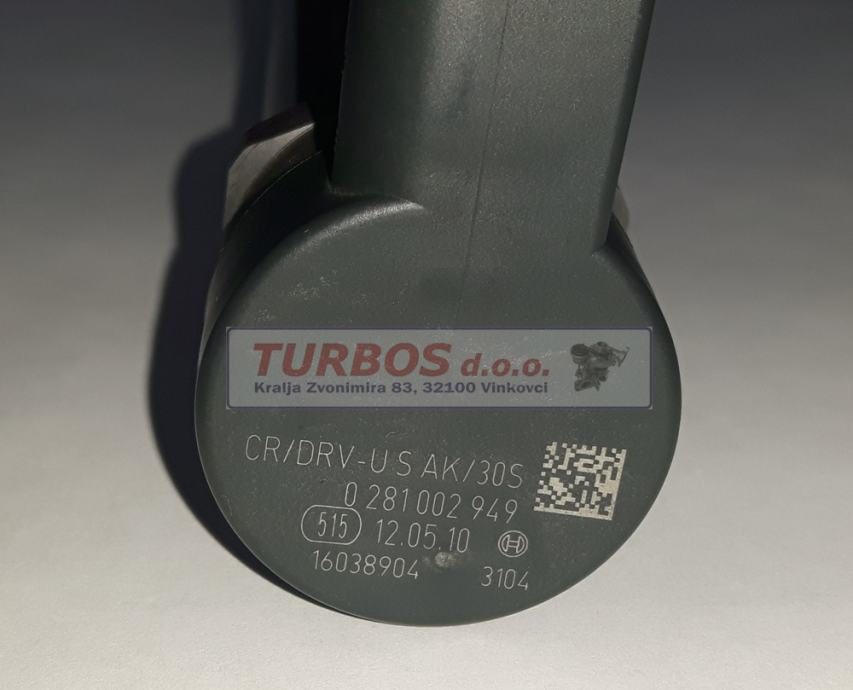 TURBOS d.o.o.
Kralja Zvonimira 83, 32100 Vinkovci
CR/DRV-U S AK/30S
0 281 002 949
515 12.05.10
16038904 3104